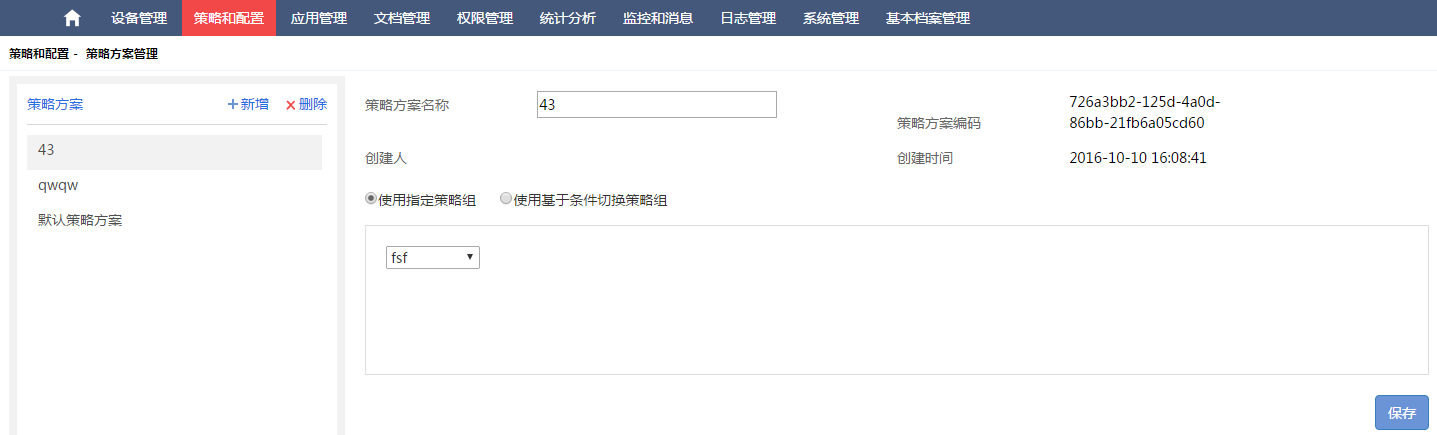 设备管理 策略和配置 应用管理 文档管理 权限管理 统计分析 监控和消息 日志管理 系统管理 基本档案管理
策略和配置 - 策略方案管理
策略方案 +新增 ×删除
43
qwqw
默认策略方案
策略方案名称 43
策略方案编码 726a3bb2-125d-4a0d-
86bb-21fb6a05cd60
创建人
创建时间 2016-10-10 16:08:41
使用指定策略组 使用基于条件切换策略组
fsf
保存